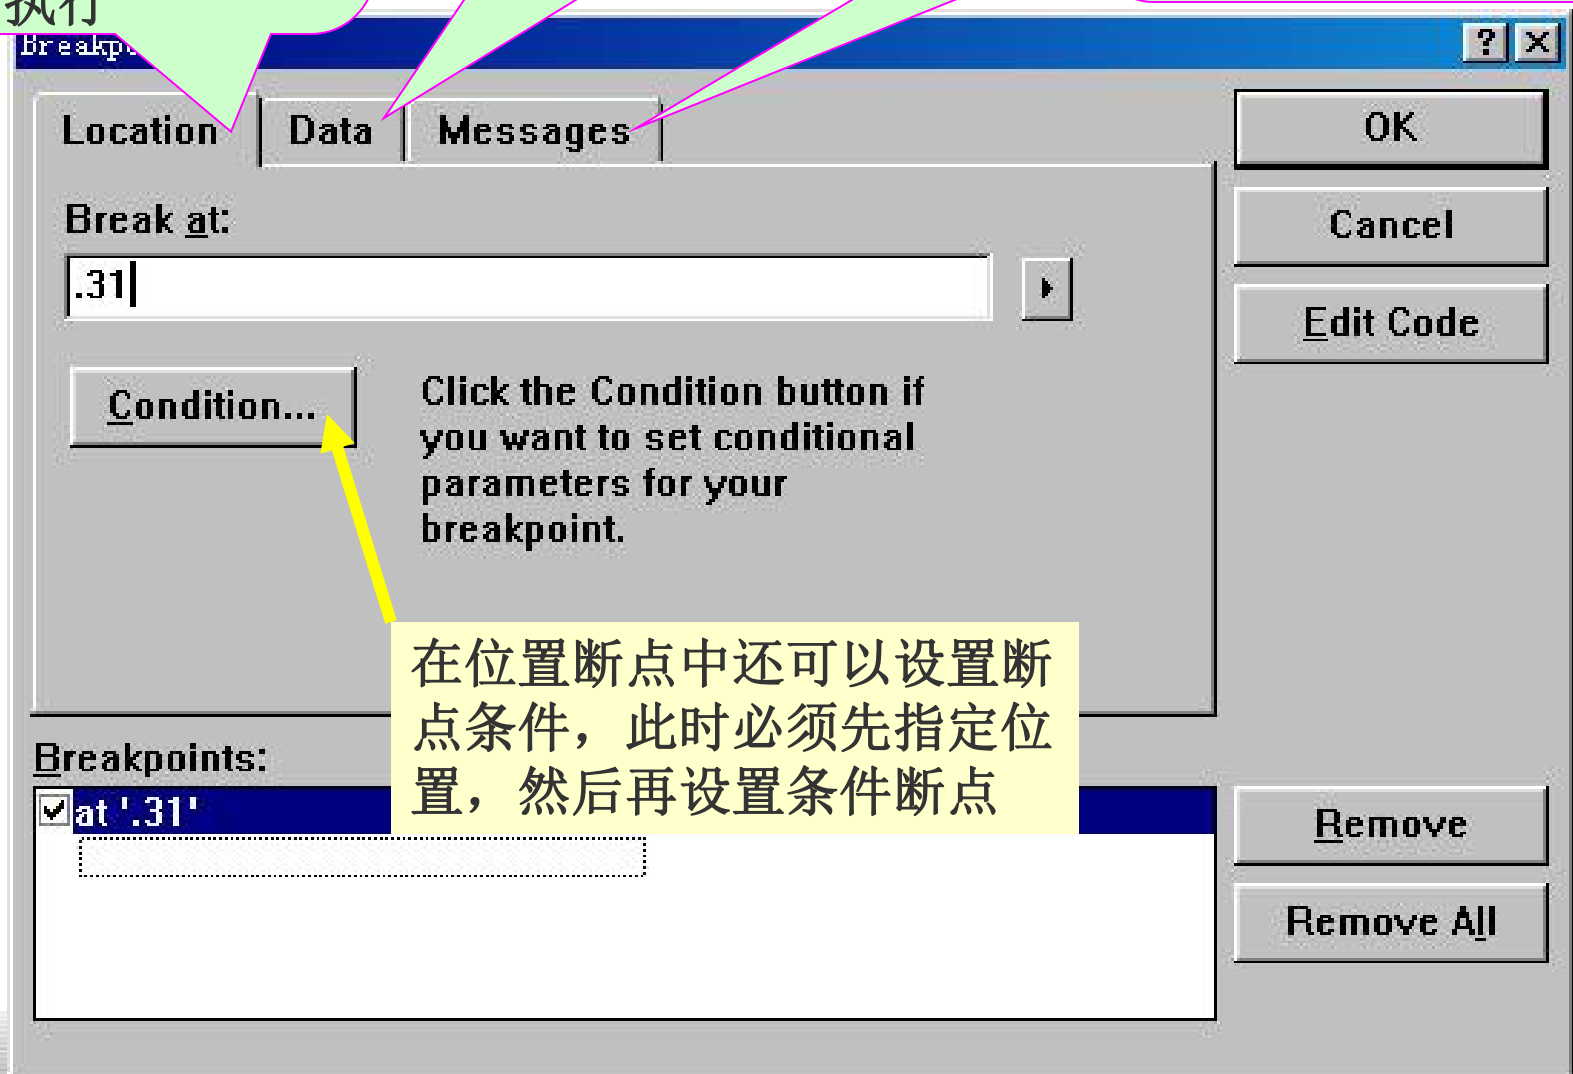 执行
Breakpo
Location Data Messages
OK
Cancel
Edit Code
Break at:
.31
Condition...
Click the Condition button if
you want to set conditional
parameters for your
breakpoint.
在位置断点中还可以设置断
点条件，此时必须先指定位
置，然后再设置条件断点
Breakpoints:
at '.31'
Remove
Remove All